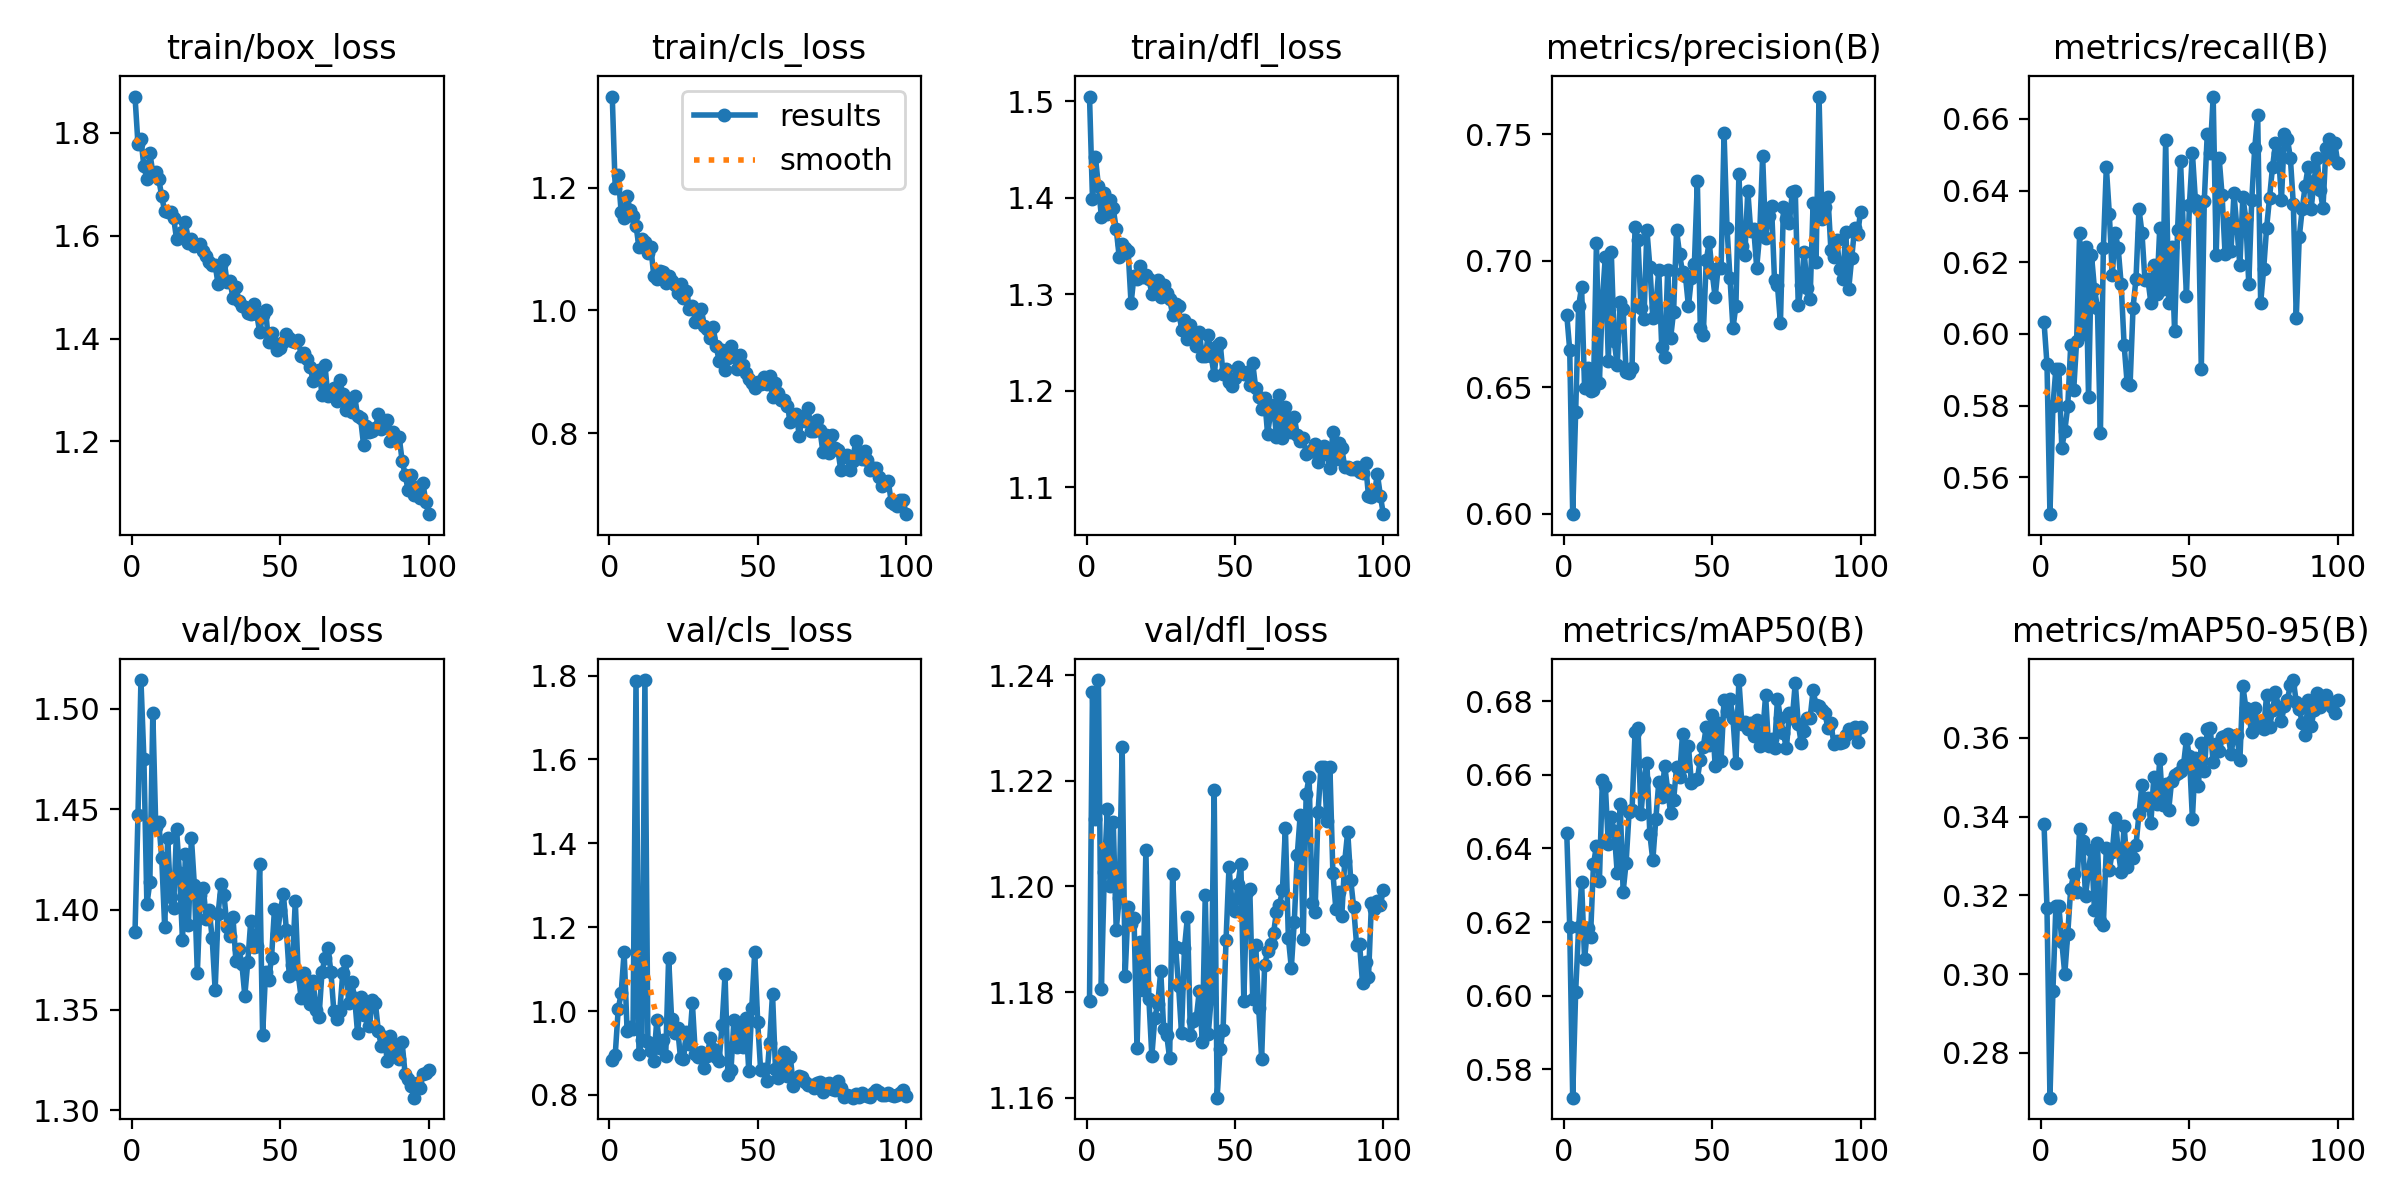 train/box_loss
1.8
1.6
1.4
1.2
0 50 100
train/cls_loss
results
smooth
1.2
1.0
0.8
0 50 100
train/dfl_loss
1.5
1.4
1.3
1.2
1.1
0 50 100
metrics/precision(B)
0.75
0.70
0.65
0.60
0 50 100
metrics/recall(B)
0.66
0.64
0.62
0.60
0.58
0.56
0 50 100
val/box_loss
1.50
1.45
1.40
1.35
1.30
0 50 100
val/cls_loss
1.8
1.6
1.4
1.2
1.0
0.8
0 50 100
val/dfl_loss
1.24
1.22
1.20
1.18
1.16
0 50 100
metrics/mAP50(B)
0.68
0.66
0.64
0.62
0.60
0.58
0 50 100
metrics/mAP50-95(B)
0.36
0.34
0.32
0.30
0.28
0 50 100